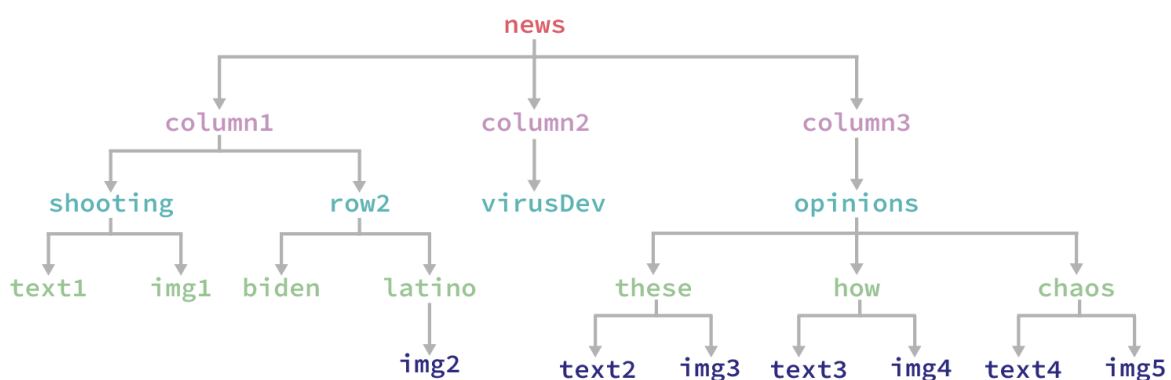 news
column1 column2 column3
shooting row2 virusDev opinions
text1 img1 biden latino these how chaos
img2 text2 img3 text3 img4 text4 img5